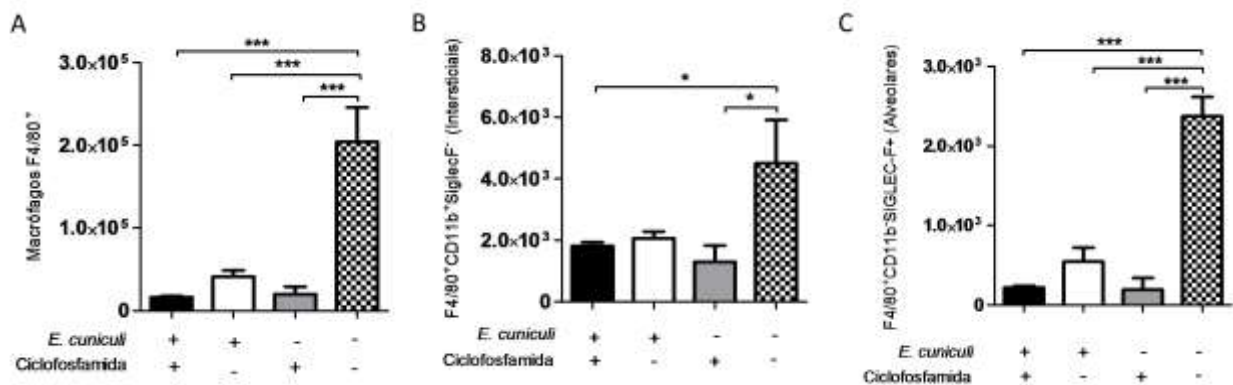 A
Macrófagos F4/80⁺
3.0×10⁵
2.0×10⁵
1.0×10⁵
0
***
***
***
E. cuniculi + + - -
Ciclofosfamida + - + -
B
F4/80⁺CD11b⁺SiglecF⁻ (Intersticiais)
8.0×10³
6.0×10³
4.0×10³
2.0×10³
0
*
*
E. cuniculi + + - -
Ciclofosfamida + - + -
C
F4/80⁺CD11b⁻SIGLEC-F+ (Alveolares)
3.0×10³
2.0×10³
1.0×10³
0
***
***
***
E. cuniculi + + - -
Ciclofosfamida + - + -